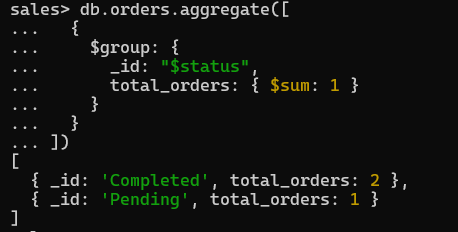 sales> db.orders.aggregate([
...   {
...     $group: {
...       _id: "$status",
...       total_orders: { $sum: 1 }
...     }
...   }
... ])
[
  { _id: 'Completed', total_orders: 2 },
  { _id: 'Pending', total_orders: 1 }
]